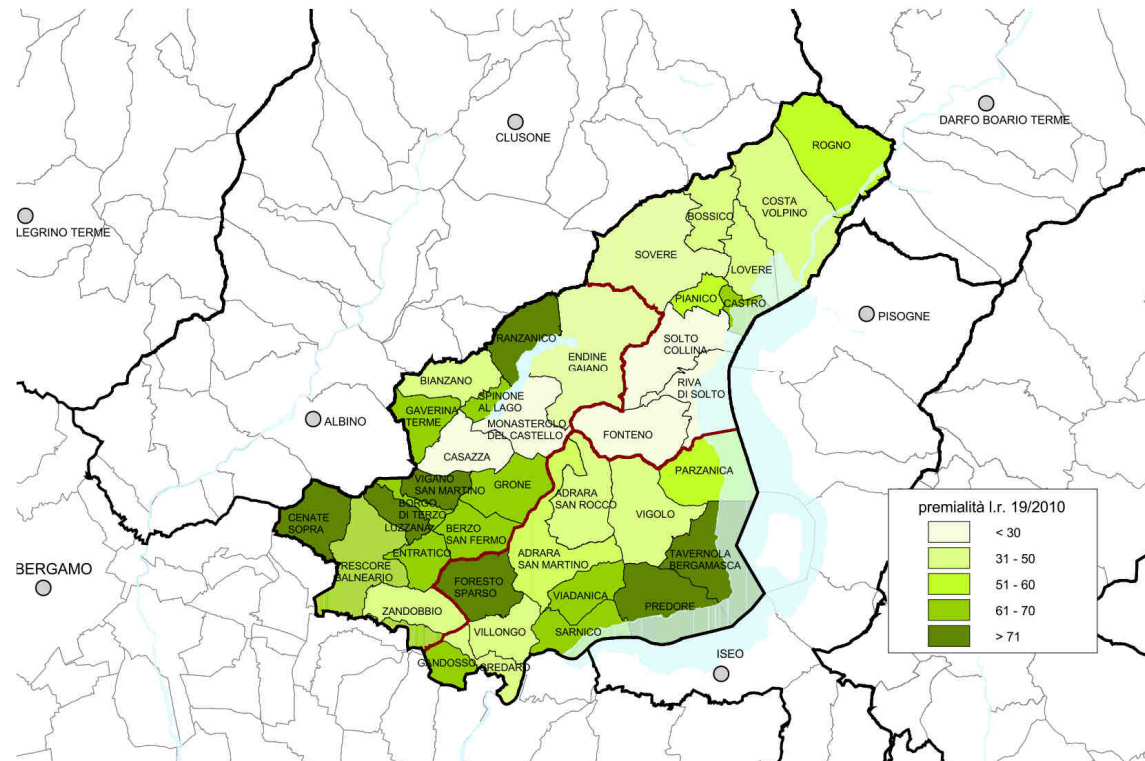 DARFO BOARIO TERME
CLUSONE
ROGNO
LEGRINO TERME
COSTA
VOLPINO
BOSSICO
SOVERE
LOVERE
PIANICO
CASTRO
PISOGNE
RANZANICO
SOLTO
COLLINA
ENDINE
GAIANO
BIANZANO
RIVA
DI SOLTO
SPINONE
AL LAGO
GAVERINA
TERME
ALBINO
MONASTEROLO
DEL CASTELLO
FONTENO
CASAZZA
PARZANICA
VIGANO
SAN MARTINO
GRONE
ADRARA
SAN ROCCO
BORGO
DI TERZO
VIGOLO
CENATE
SOPRA
LUZZANA
BERZO
SAN FERMO
ENTRATICO
ADRARA
SAN MARTINO
TAVERNOLA
BERGAMASCA
BERGAMO
RESCORE
BALNEARIO
FORESTO
SPARSO
VIADANICA
PREDORE
ZANDOBBIO
VILLONGO
SARNICO
GANDOSSO
CREDARO
ISEO
premialità l.r. 19/2010
< 30
31 - 50
51 - 60
61 - 70
> 71